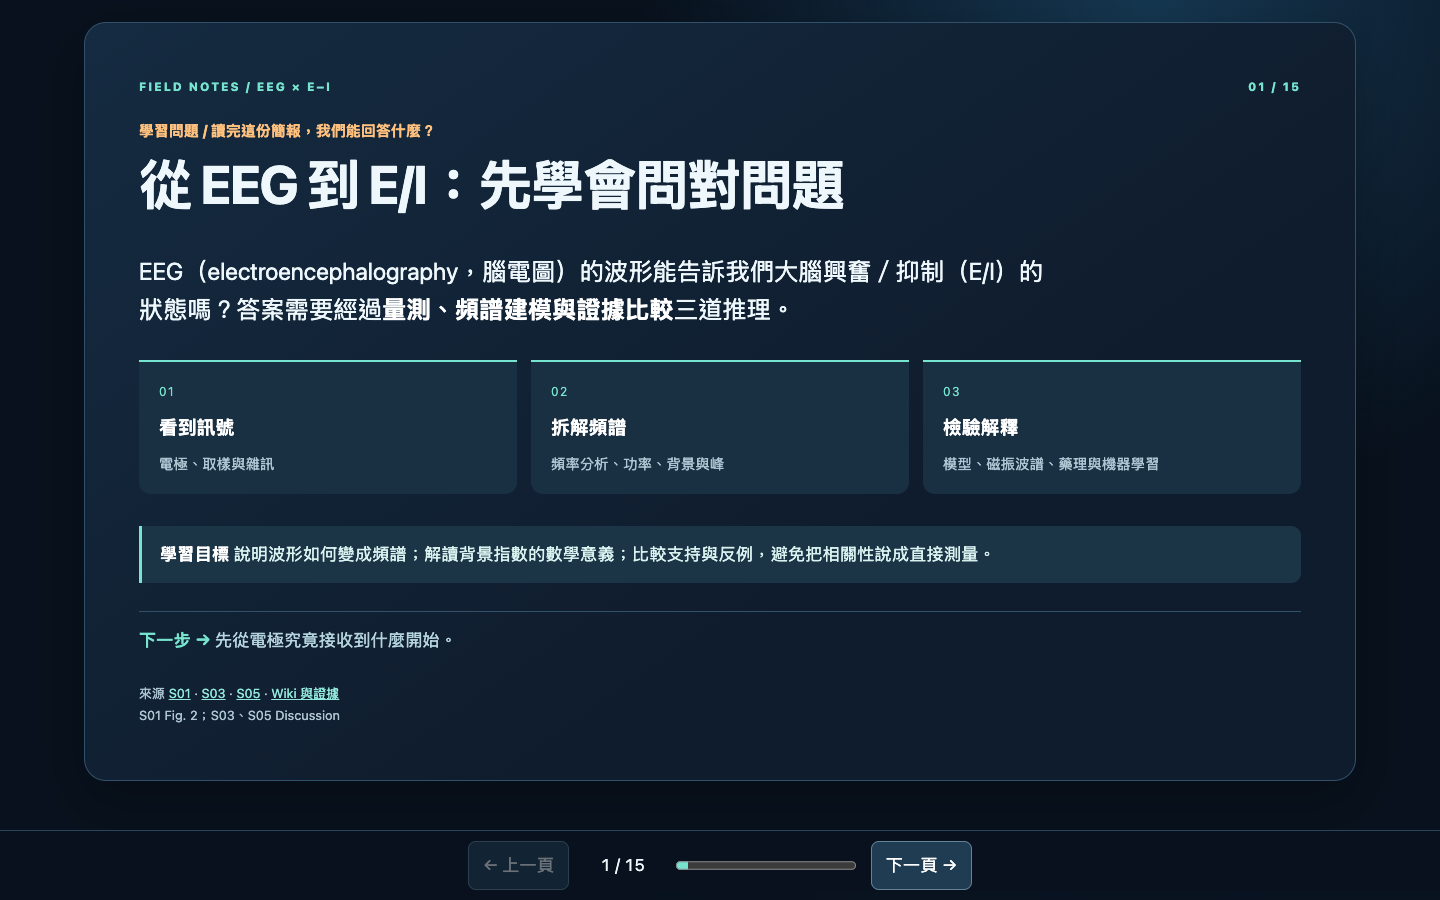 FIELD NOTES / EEG × E–I
01 / 15
學習問題 / 讀完這份簡報，我們能回答什麼？
從 EEG 到 E/I：先學會問對問題
EEG（electroencephalography，腦電圖）的波形能告訴我們大腦興奮 / 抑制（E/I）的
狀態嗎？答案需要經過量測、頻譜建模與證據比較三道推理。
01
看到訊號
電極、取樣與雜訊
02
拆解頻譜
頻率分析、功率、背景與峰
03
檢驗解釋
模型、磁振波譜、藥理與機器學習
學習目標 說明波形如何變成頻譜；解讀背景指數的數學意義；比較支持與反例，避免把相關性說成直接測量。
下一步 → 先從電極究竟接收到什麼開始。
來源 S01 · S03 · S05 · Wiki 與證據
S01 Fig. 2；S03、S05 Discussion
← 上一頁
1 / 15
下一頁 →